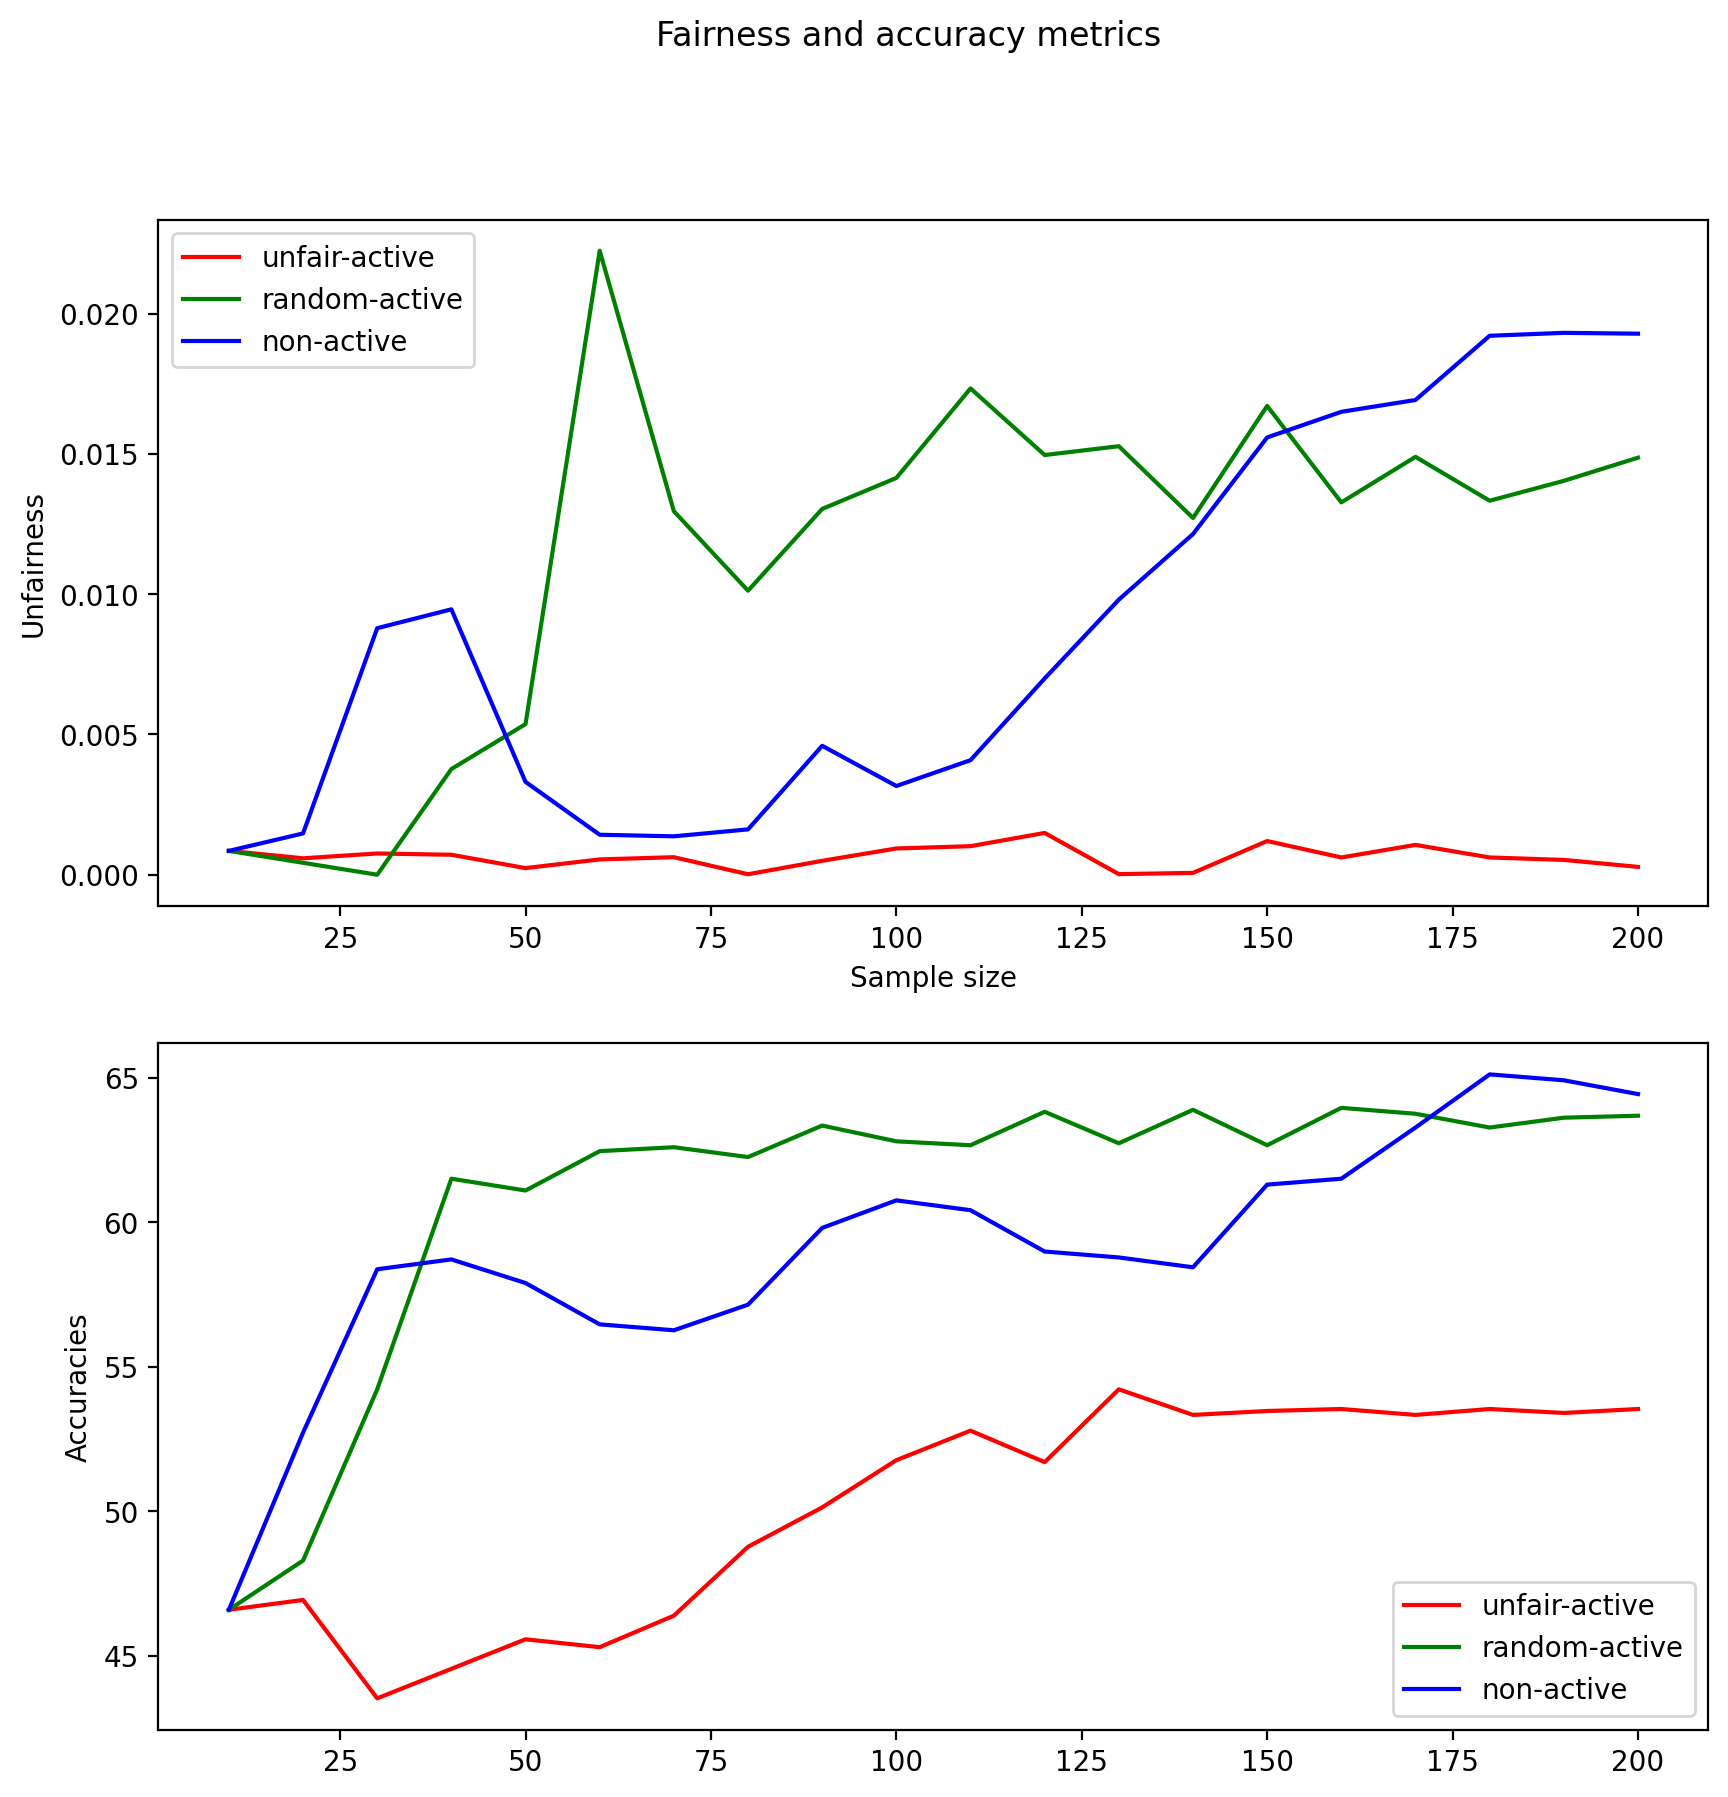 Fairness and accuracy metrics
unfair-active
random-active
non-active
Unfairness
0.020
0.015
0.010
0.005
0.000
25 50 75 100 125 150 175 200
Sample size
Accuracies
65
60
55
50
45
unfair-active
random-active
non-active
25 50 75 100 125 150 175 200